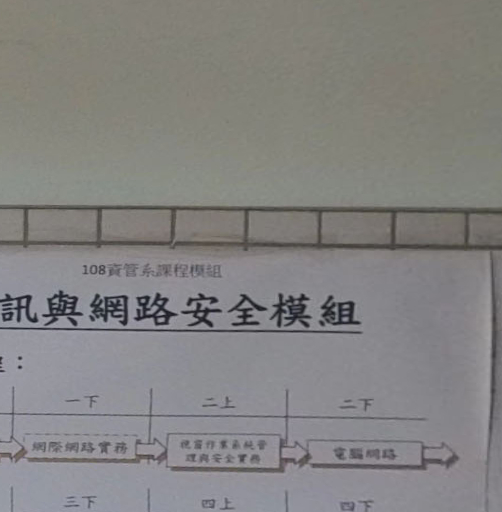 108資管系課程模組
訊與網路安全模組
：
一下 二上 二下
網際網路實務 視窗作業系統管理與安全實務 電腦網路
三下 四上 四下